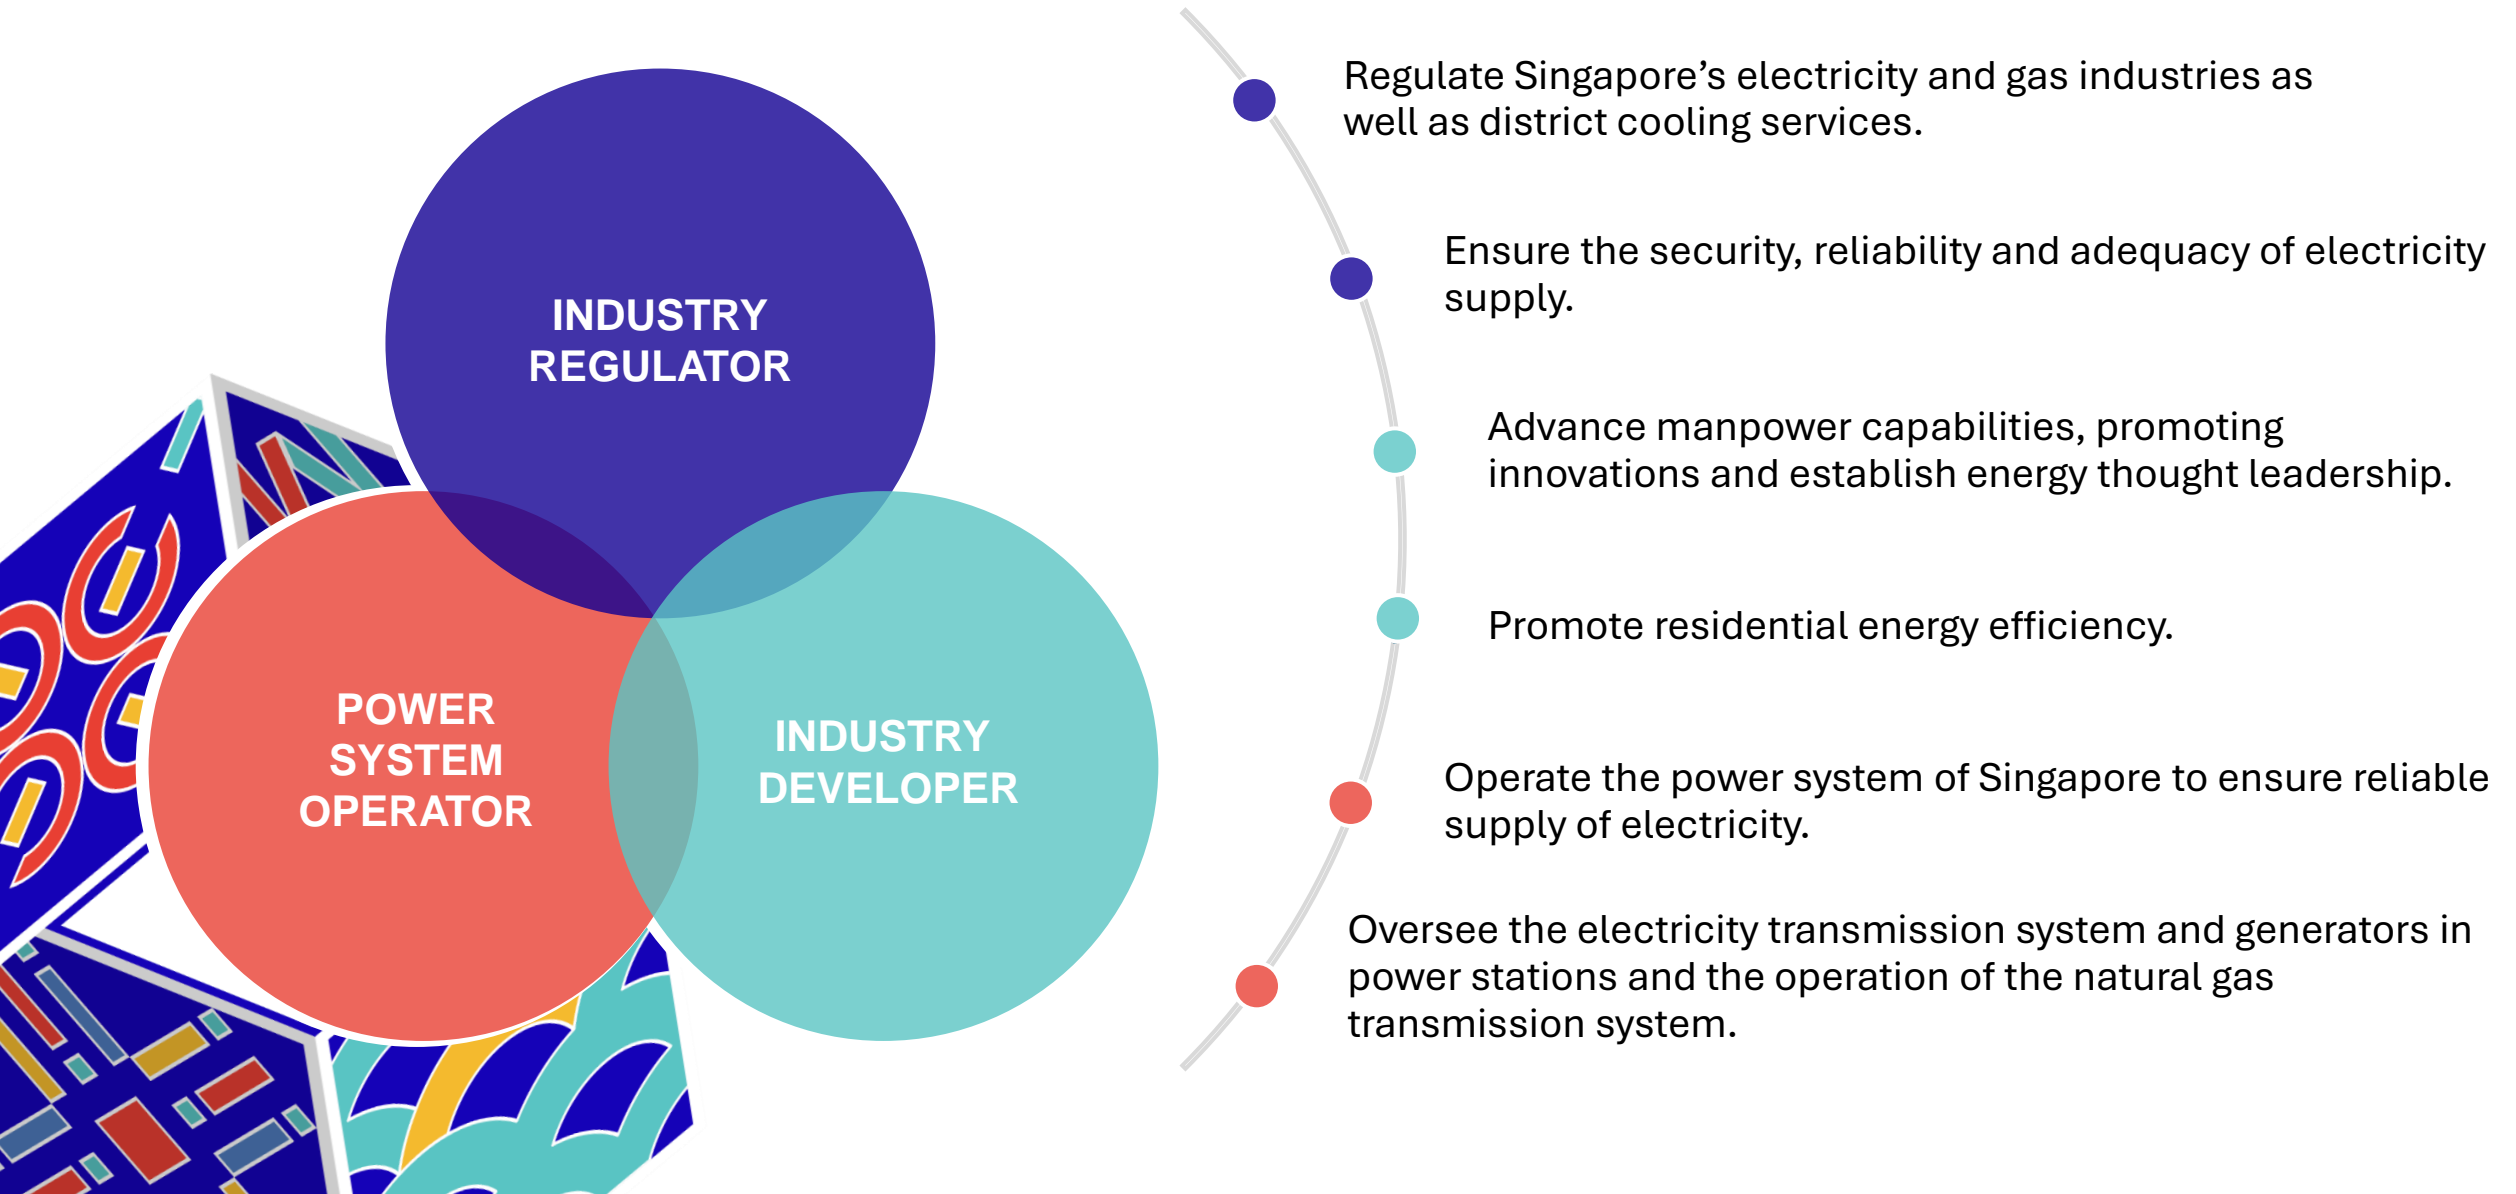 INDUSTRY
REGULATOR
POWER
SYSTEM
OPERATOR
INDUSTRY
DEVELOPER
Regulate Singapore’s electricity and gas industries as
well as district cooling services.
Ensure the security, reliability and adequacy of electricity
supply.
Advance manpower capabilities, promoting
innovations and establish energy thought leadership.
Promote residential energy efficiency.
Operate the power system of Singapore to ensure reliable
supply of electricity.
Oversee the electricity transmission system and generators in
power stations and the operation of the natural gas
transmission system.